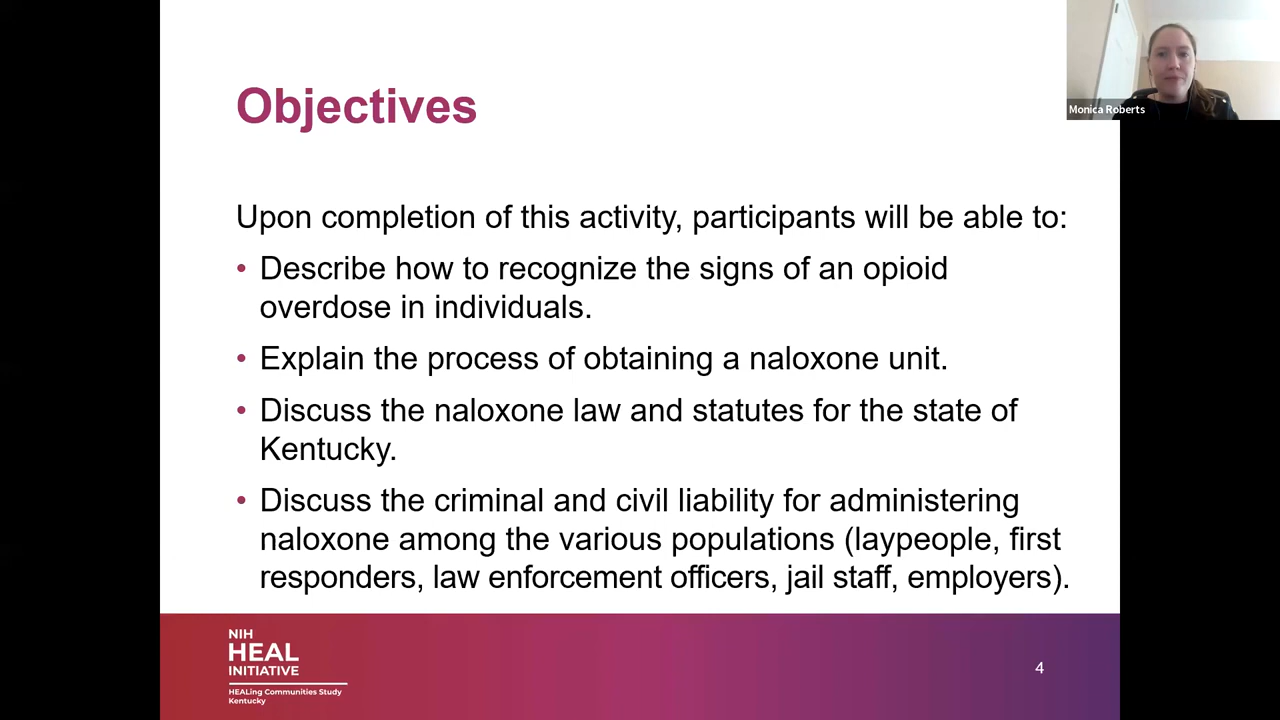 Objectives
Monica Roberts
Upon completion of this activity, participants will be able to:
• Describe how to recognize the signs of an opioid
overdose in individuals.
• Explain the process of obtaining a naloxone unit.
• Discuss the naloxone law and statutes for the state of
Kentucky.
• Discuss the criminal and civil liability for administering
naloxone among the various populations (laypeople, first
responders, law enforcement officers, jail staff, employers).
NIH
HEAL
INITIATIVE
HEALing Communities Study
Kentucky
4